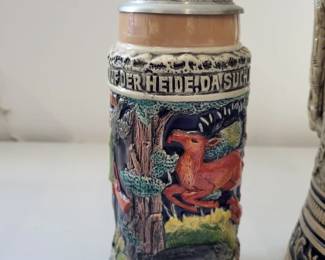 F DER HEIDE, DA SUCH